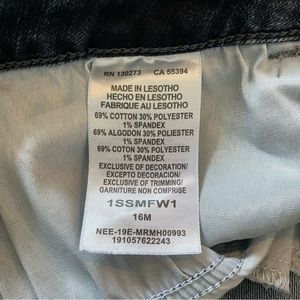 RN 130273 CA 55394
MADE IN LESOTHO
HECHO EN LESOTHO
FABRIQUE AU LESOTHO
69% COTTON 30% POLYESTER
1% SPANDEX
69% ALGODON 30% POLYESTER
1% SPANDEX
69% COTON 30% POLYESTER
1% SPANDEX
EXCLUSIVE OF DECORATION/
EXCEPTO DECORACION/
EXCLUSIVE OF TRIMMING/
GARNITURE NON COMPRISE
1SSMFW1
16M
NEE-19E-MRMH00993
191057622243